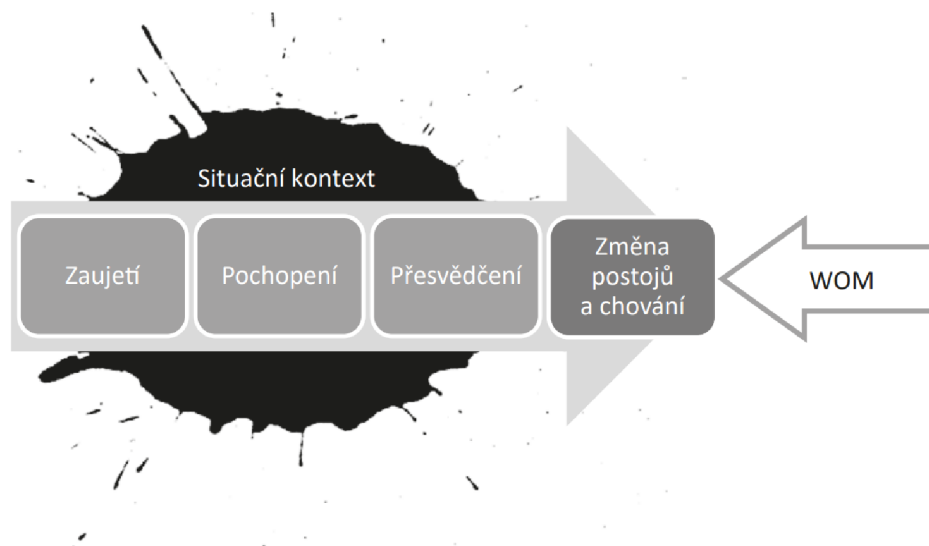 Situační kontext
Zaujetí
Pochopení
Přesvědčení
Změna
postojů
a chování
WOM